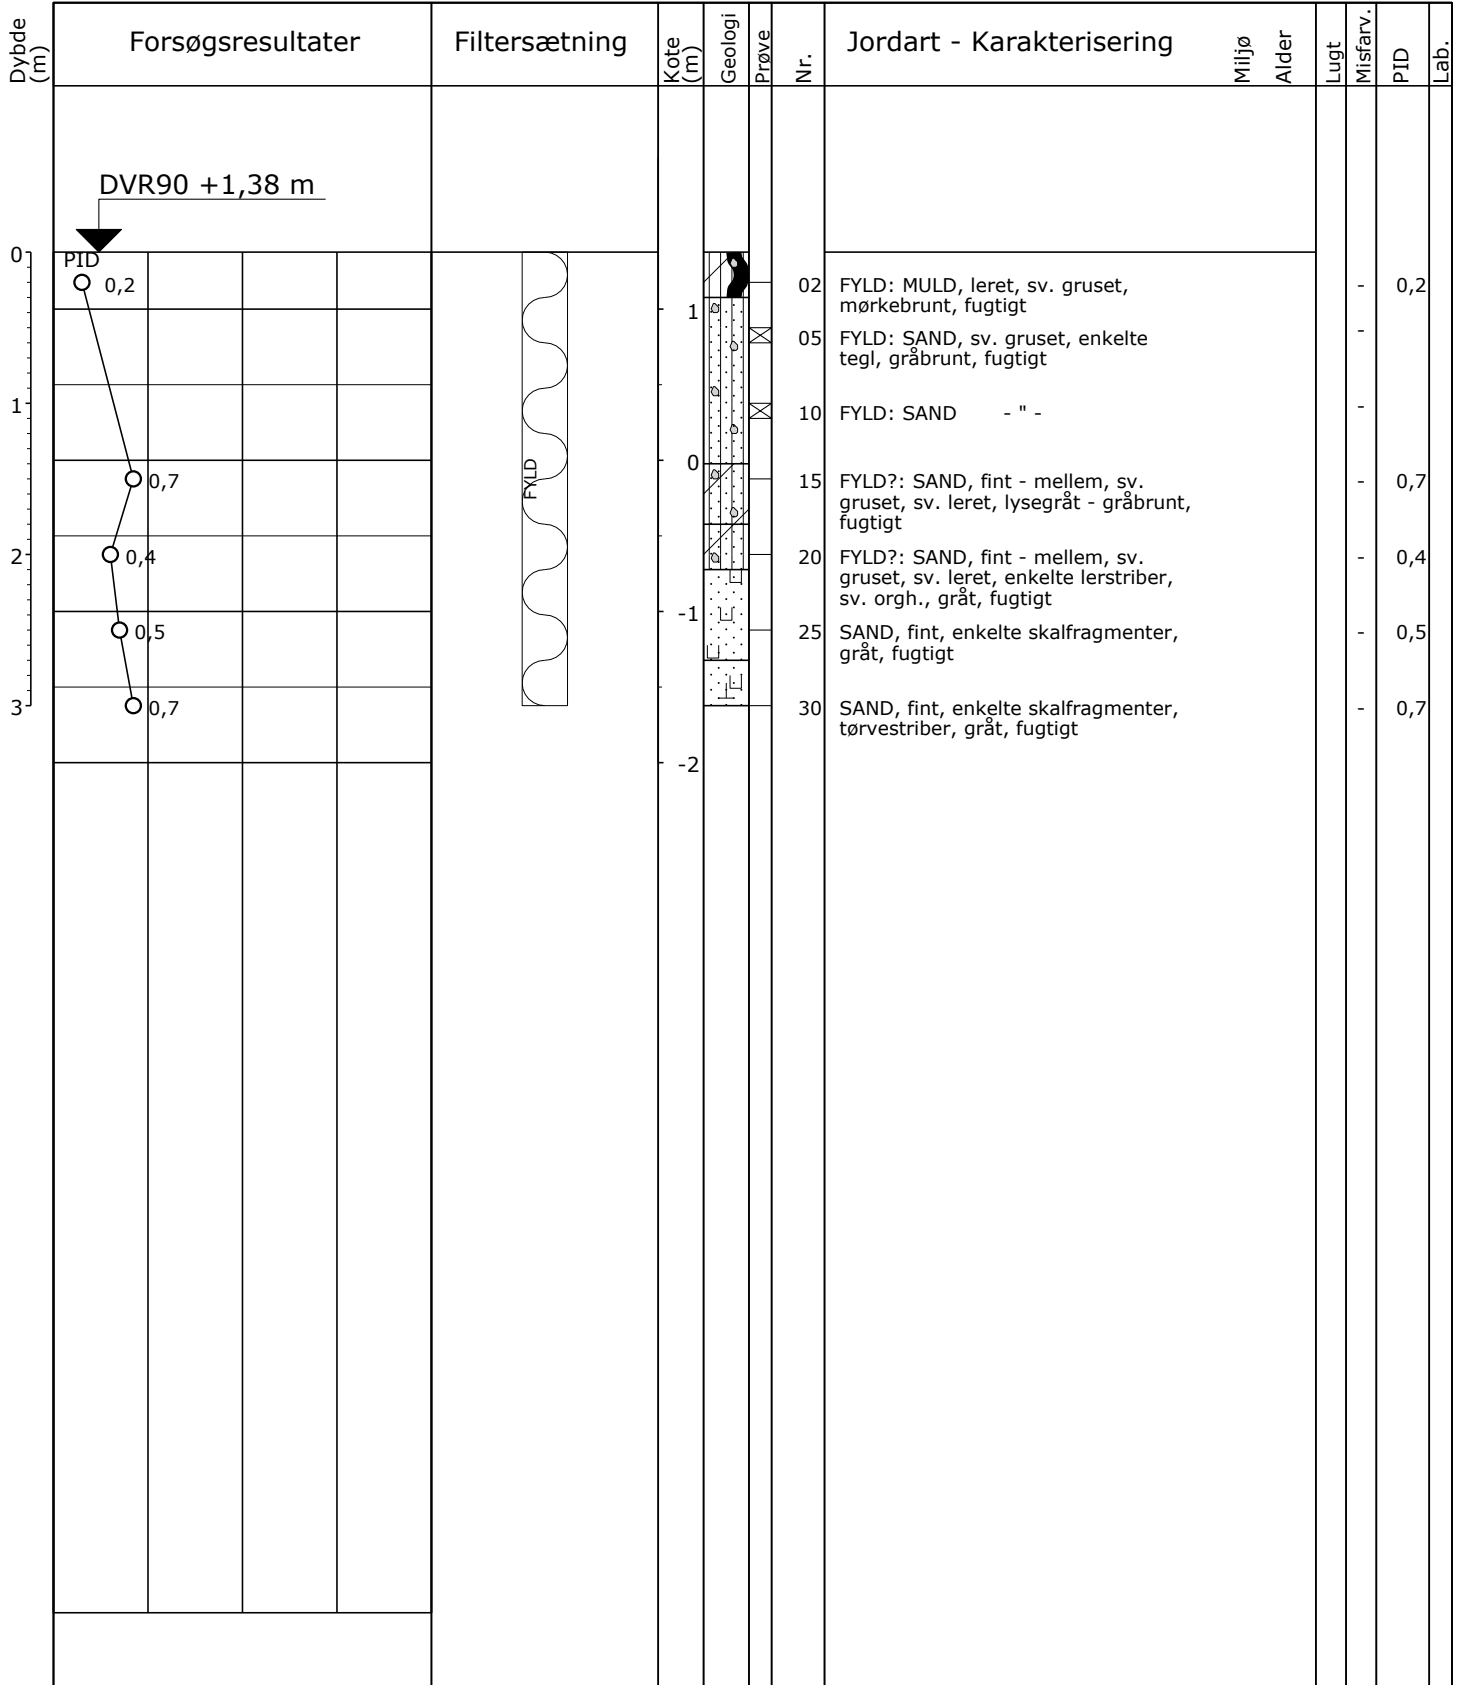 Dybde
(m)
Forsøgsresultater
Filtersætning
Kote
(m)
Geologi
Prøve
Nr.
Jordart - Karakterisering
Miljø
Alder
Lugt
Misfarv.
PID
Lab.
DVR90 +1,38 m
0
PID
0,2
02
FYLD: MULD, leret, sv. gruset,
mørkebrunt, fugtigt
-
0,2
1
05
FYLD: SAND, sv. gruset, enkelte
tegl, gråbrunt, fugtigt
-
1
10
FYLD: SAND - " -
-
0
0,7
FYLD
15
FYLD?: SAND, fint - mellem, sv.
gruset, sv. leret, lysegråt - gråbrunt,
fugtigt
-
0,7
2
0,4
20
FYLD?: SAND, fint - mellem, sv.
gruset, sv. leret, enkelte lerstriber,
sv. orgh., gråt, fugtigt
-
0,4
-1
0,5
25
SAND, fint, enkelte skalfragmenter,
gråt, fugtigt
-
0,5
3
0,7
30
SAND, fint, enkelte skalfragmenter,
tørvestriber, gråt, fugtigt
-
0,7
-2